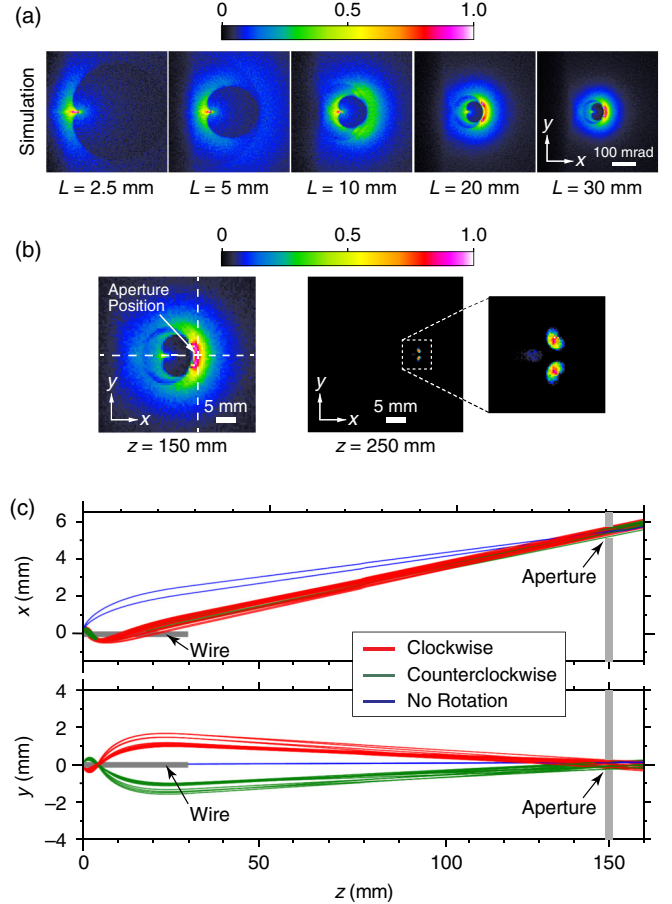 (a)
0 0.5 1.0
Simulation
y
x
100 mrad
L = 2.5 mm L = 5 mm L = 10 mm L = 20 mm L = 30 mm
(b)
0 0.5 1.0
Aperture
Position
y
x
5 mm
y
x
5 mm
z = 150 mm z = 250 mm
(c)
6
4
2
0
x (mm)
Aperture
Wire
Clockwise
Counterclockwise
No Rotation
4
2
0
−2
−4
y (mm)
Wire
Aperture
0 50 100 150
z (mm)